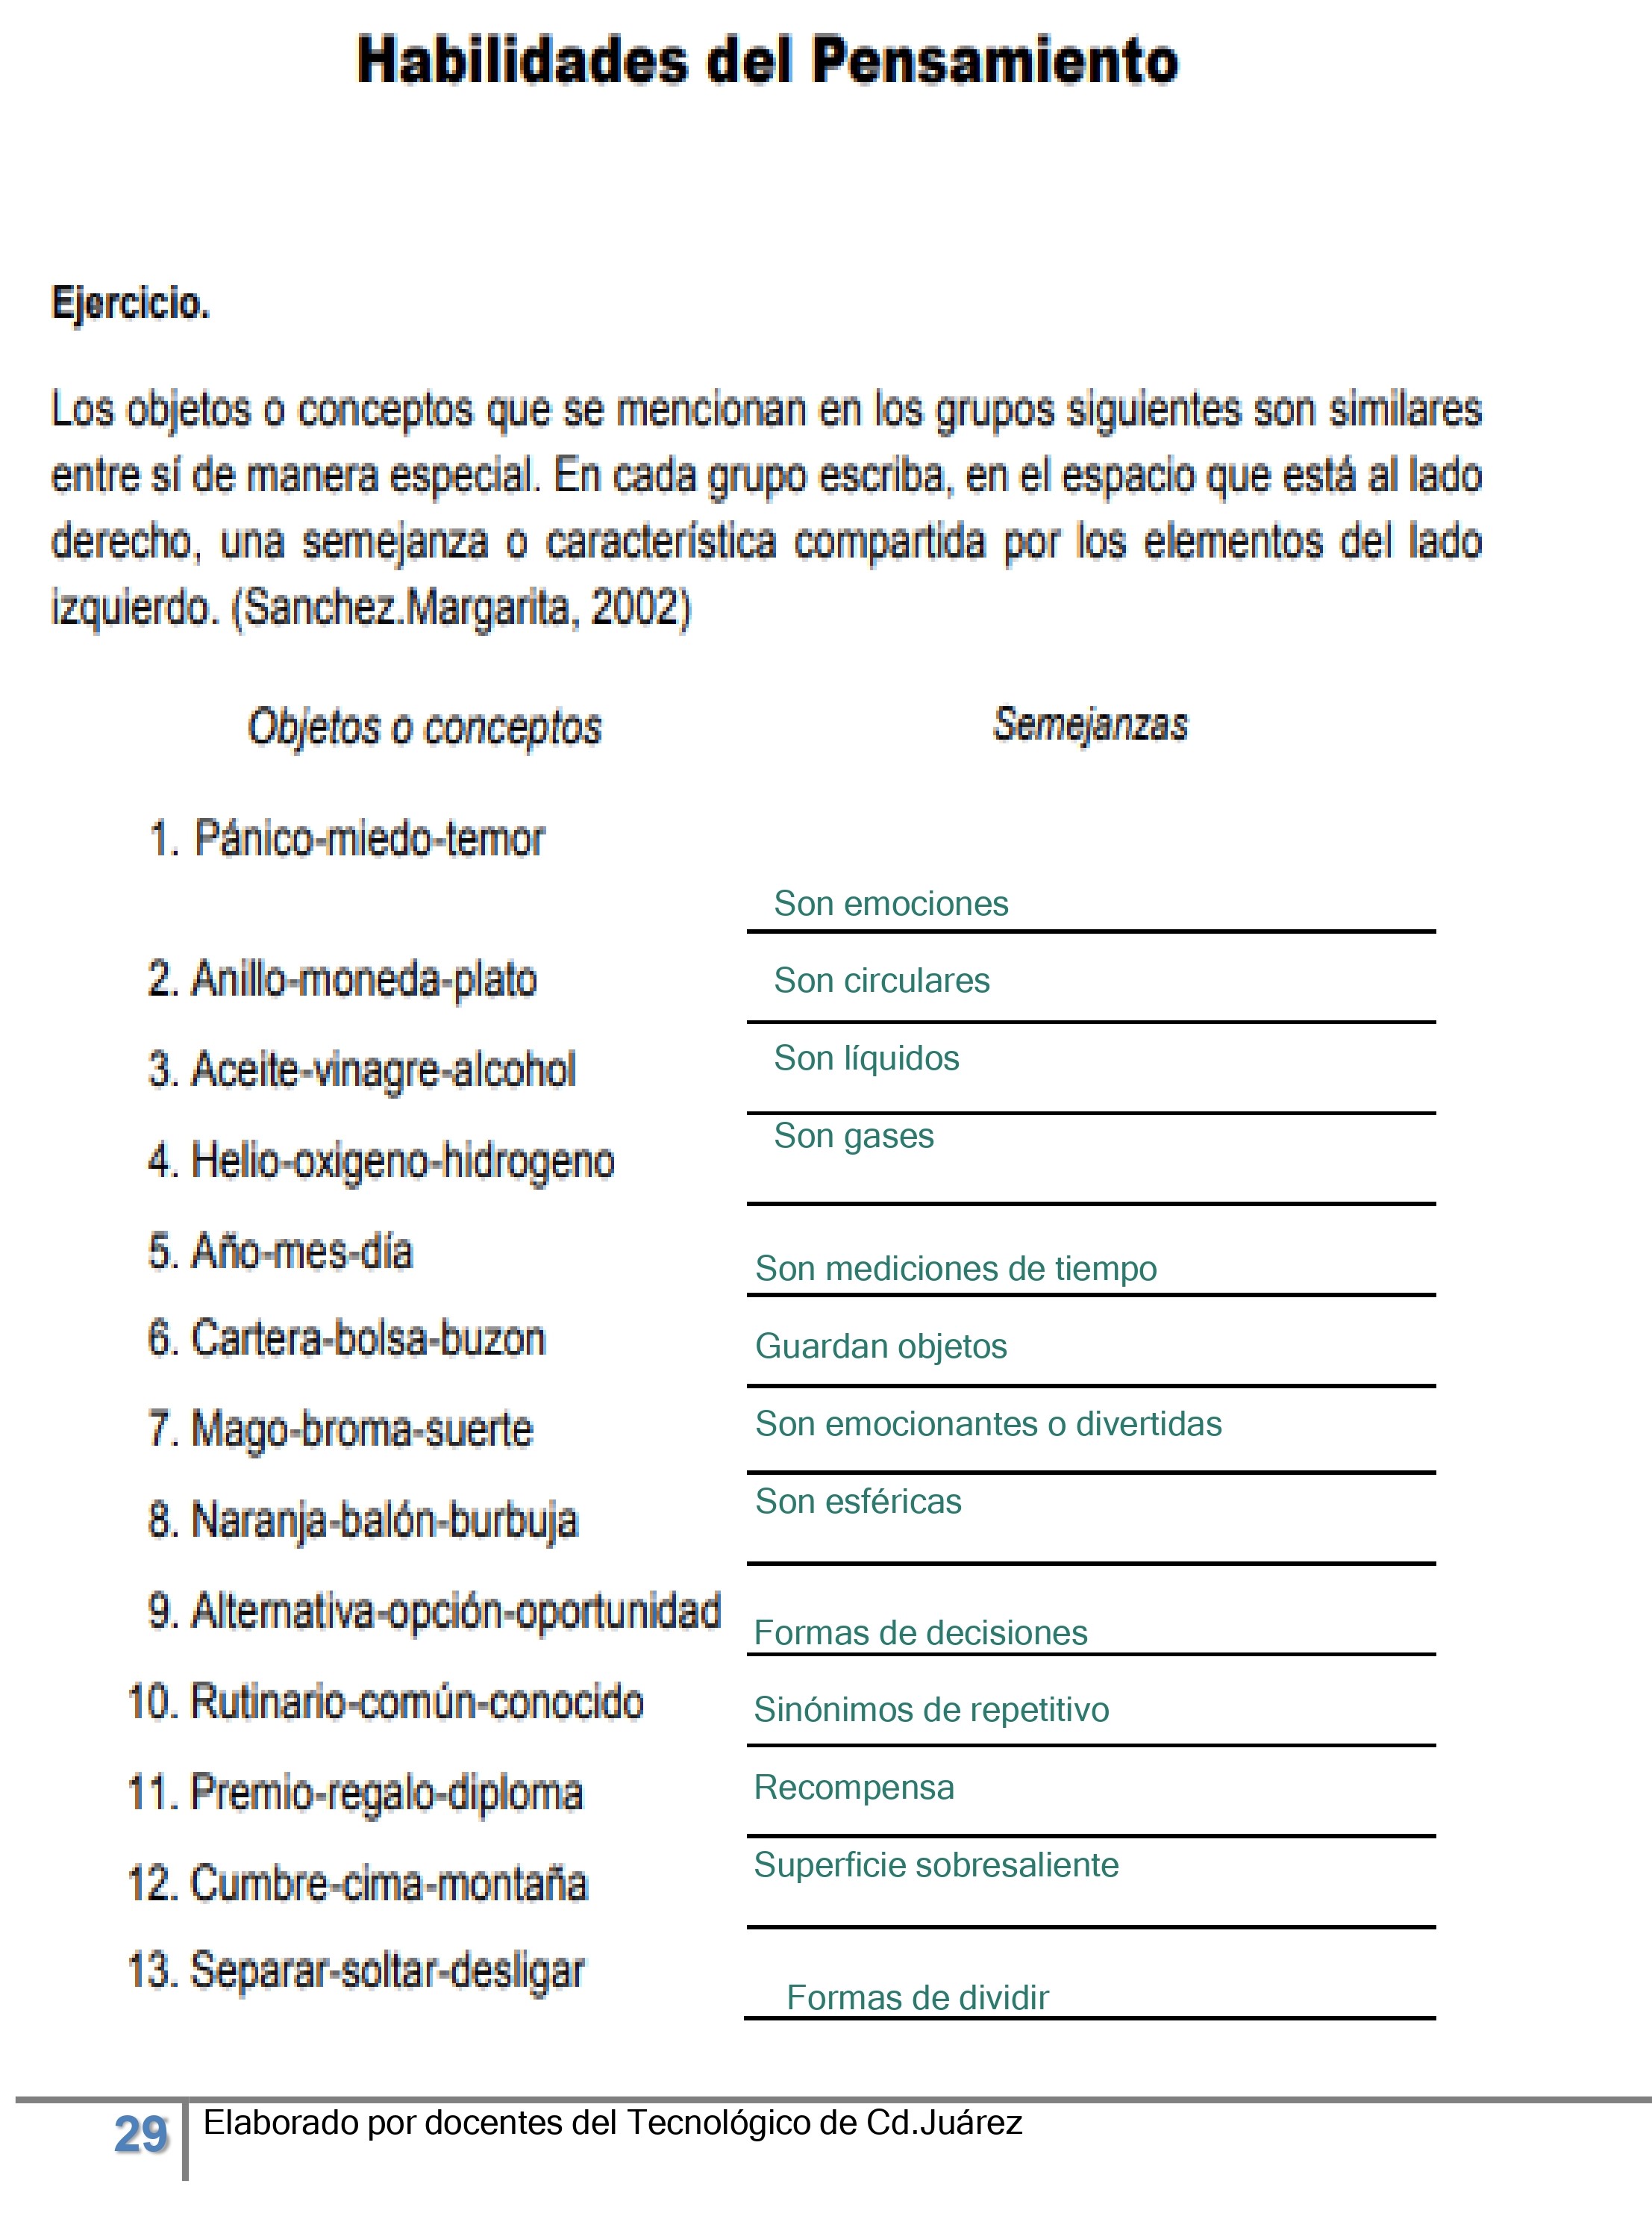 Habilidades del Pensamiento
Ejercicio.
Los objetos o conceptos que se mencionan en los grupos siguientes son similares
entre sí de manera especial. En cada grupo escriba, en el espacio que está al lado
derecho, una semejanza o característica compartida por los elementos del lado
izquierdo. (Sanchez.Margarita, 2002)
Objetos o conceptos Semejanzas
1. Pánico-miedo-temor
Son emociones
2. Anillo-moneda-plato Son circulares
3. Aceite-vinagre-alcohol Son líquidos
4. Helio-oxigeno-hidrogeno Son gases
5. Año-mes-día Son mediciones de tiempo
6. Cartera-bolsa-buzon Guardan objetos
7. Mago-broma-suerte Son emocionantes o divertidas
8. Naranja-balón-burbuja Son esféricas
9. Alternativa-opción-oportunidad Formas de decisiones
10. Rutinario-común-conocido Sinónimos de repetitivo
11. Premio-regalo-diploma Recompensa
12. Cumbre-cima-montaña Superficie sobresaliente
13. Separar-soltar-desligar Formas de dividir
29 Elaborado por docentes del Tecnológico de Cd.Juárez